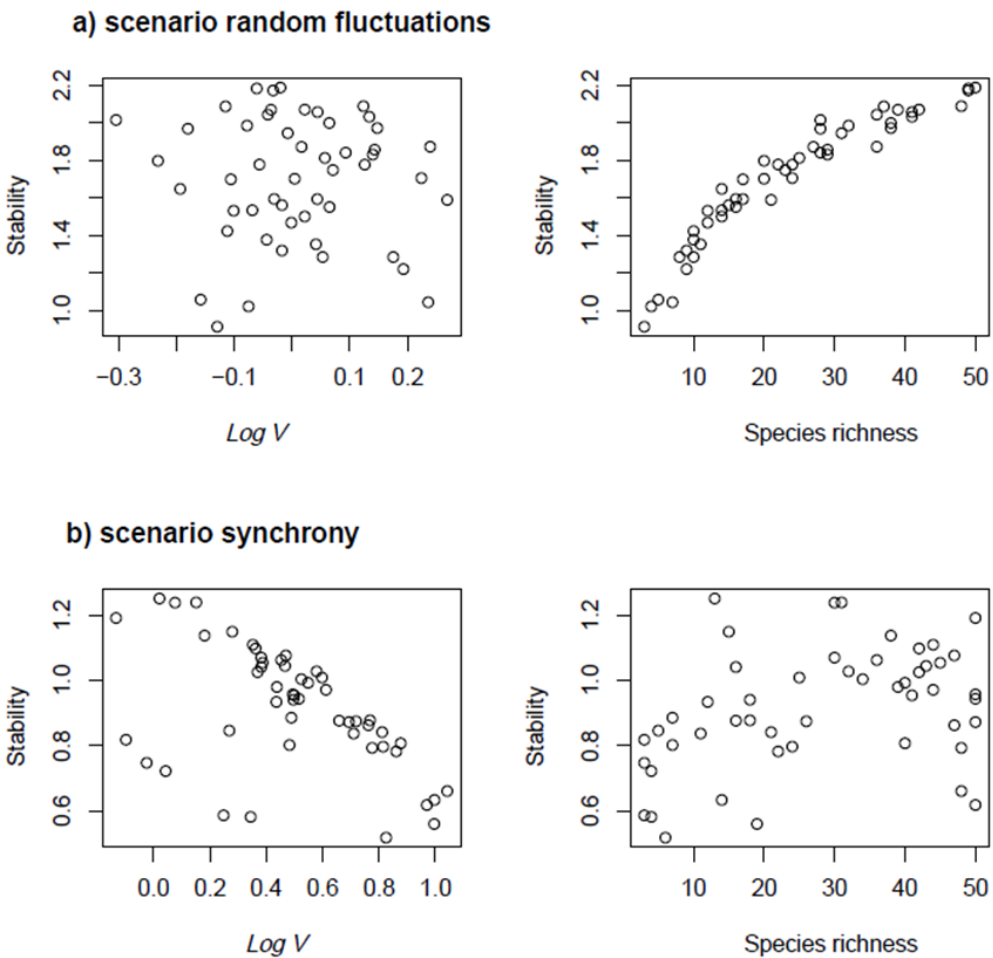 a) scenario random fluctuations
Stability
1.0 1.4 1.8 2.2
−0.3 −0.1 0.1 0.2
Log V
Stability
1.0 1.4 1.8 2.2
10 20 30 40 50
Species richness
b) scenario synchrony
Stability
0.6 0.8 1.0 1.2
0.0 0.2 0.4 0.6 0.8 1.0
Log V
Stability
0.6 0.8 1.0 1.2
10 20 30 40 50
Species richness